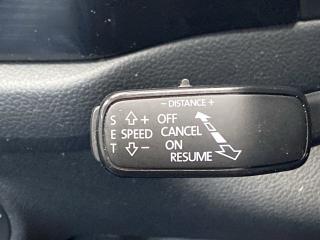 − DISTANCE +
S + OFF
E SPEED CANCEL
T − ON
RESUME